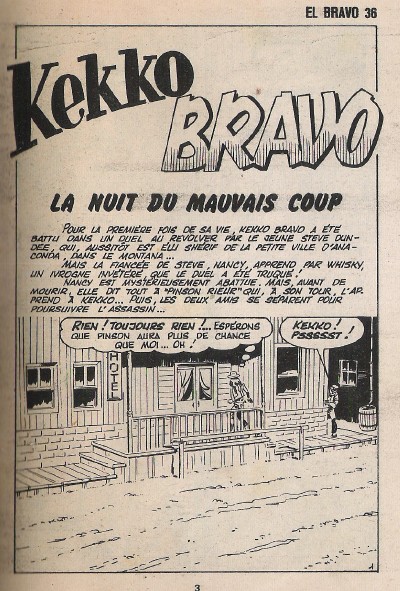 EL BRAVO 36
Kekko
BRAVO
LA NUIT DU MAUVAIS COUP
POUR LA PREMIÈRE FOIS DE SA VIE, KEKKO BRAVO A ÉTÉ
BATTU DANS UN DUEL AU REVOLVER PAR LE JEUNE STEVE DUN-
DEE, QUI, AUSSITÔT EST ÉLU SHÉRIF DE LA PETITE VILLE D'ANA-
CONDA, DANS LE MONTANA...
MAIS LA FIANCÉE DE STEVE, NANCY, APPREND PAR WHISKY,
UN IVROGNE INVÉTÉRÉ, QUE LE DUEL A ÉTÉ TRUQUÉ!
NANCY EST MYSTÉRIEUSEMENT ABATTUE, MAIS, AVANT DE
MOURIR, ELLE DIT TOUT À "PINSON RIEUR" QUI, À SON TOUR, L'AP-
PREND À KEKKO... PUIS, LES DEUX AMIS SE SÉPARENT POUR
POURSUIVRE L'ASSASSIN...
RIEN! TOUJOURS RIEN!... ESPÉRONS
QUE PINSON AURA PLUS DE CHANCE
QUE MOI... OH!
KEKKO!
PSSSSST!
HOTEL
1
3